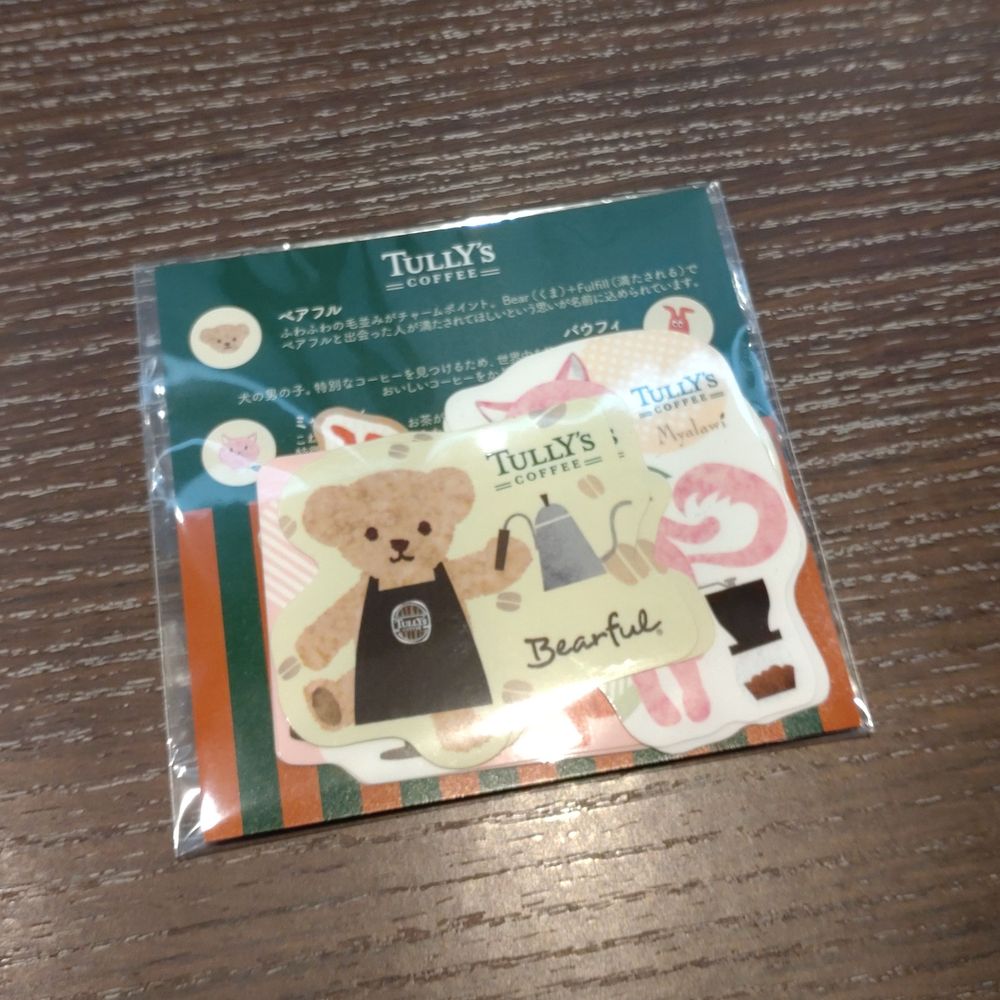 TULLY'S
COFFEE
ベアフル
ふわふわの毛並みがチャームポイント。Bear(くま)+Fulfill(満たされる)で
ベアフルと出会った人が満たされてほしいという思いが名前に込められています。
バウフィ
犬の男の子。特別なコーヒーを見つけるため、世界中
おいしいコーヒーを
ミ
お茶が
TULLY'S
COFFEE
Myalawi
TULLY'S
COFFEE
TULLY'S
Bearful